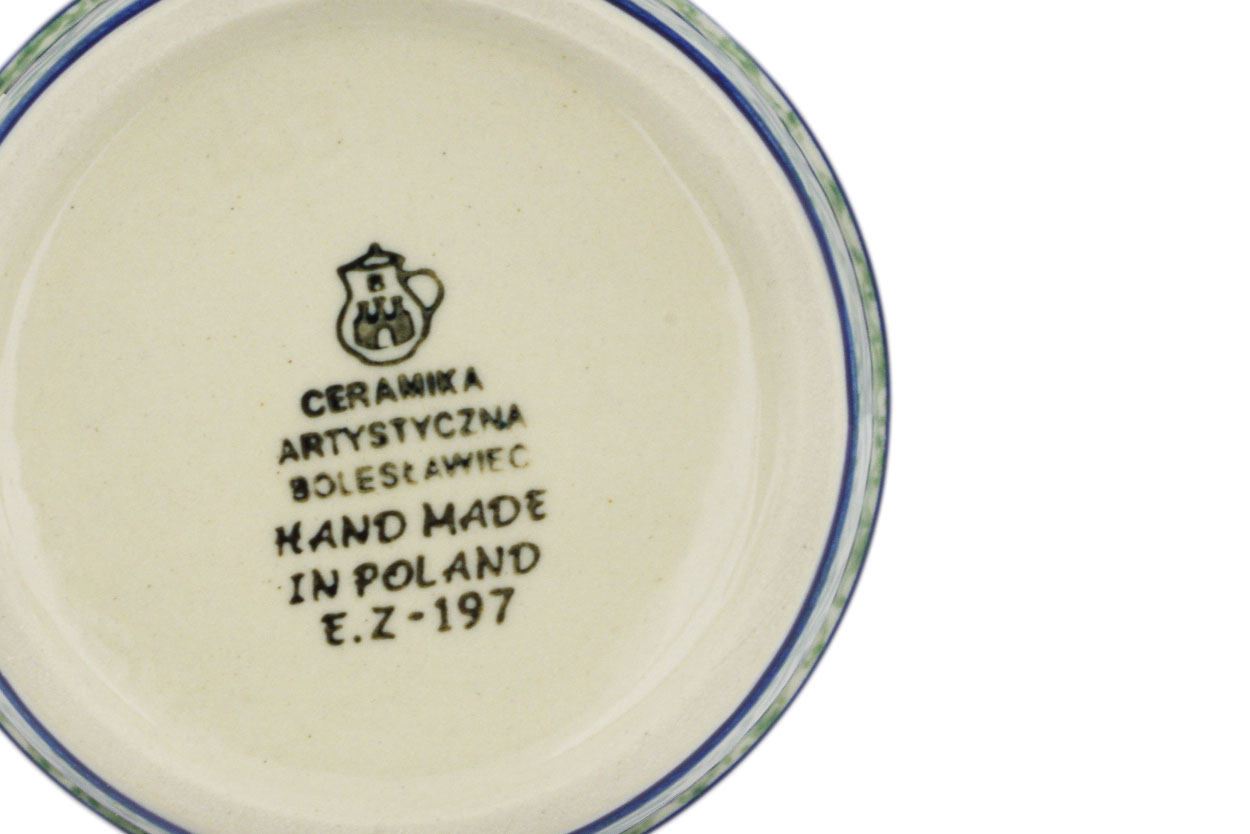 B
CERAMIKA
ARTYSTYCZNA
BOLESŁAWIEC
HAND MADE
IN POLAND
E.Z-197